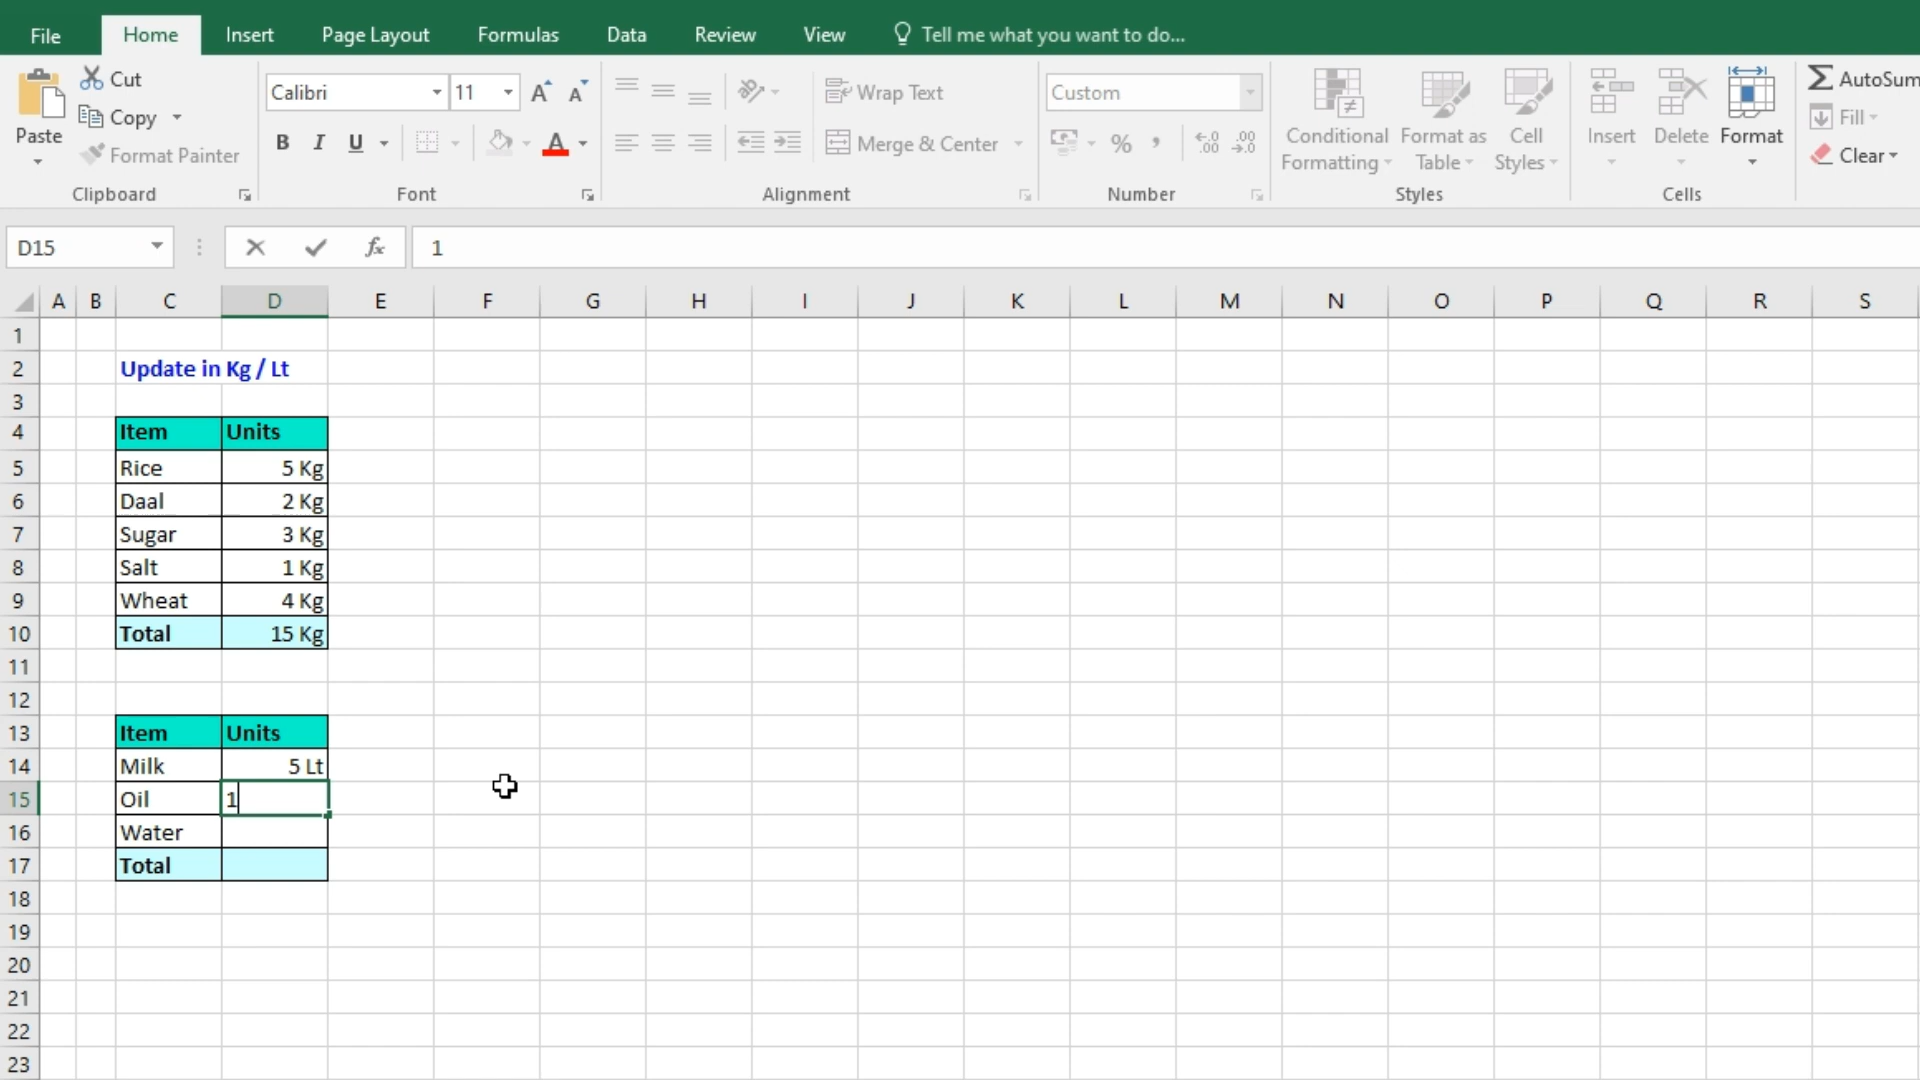 File Home Insert Page Layout Formulas Data Review View Tell me what you want to do...
Paste Cut Copy Format Painter Clipboard
Calibri 11 A A B I U A Font
Wrap Text Merge & Center Alignment
Custom % , .00 .00 Number
Conditional Formatting Format as Table Cell Styles Styles
Insert Delete Format Cells
AutoSum Fill Clear
D15 fx 1
A B C D E F G H I J K L M N O P Q R S
1
2 Update in Kg / Lt
3
4 Item Units
5 Rice 5 Kg
6 Daal 2 Kg
7 Sugar 3 Kg
8 Salt 1 Kg
9 Wheat 4 Kg
10 Total 15 Kg
11
12
13 Item Units
14 Milk 5 Lt
15 Oil 1
16 Water
17 Total
18
19
20
21
22
23